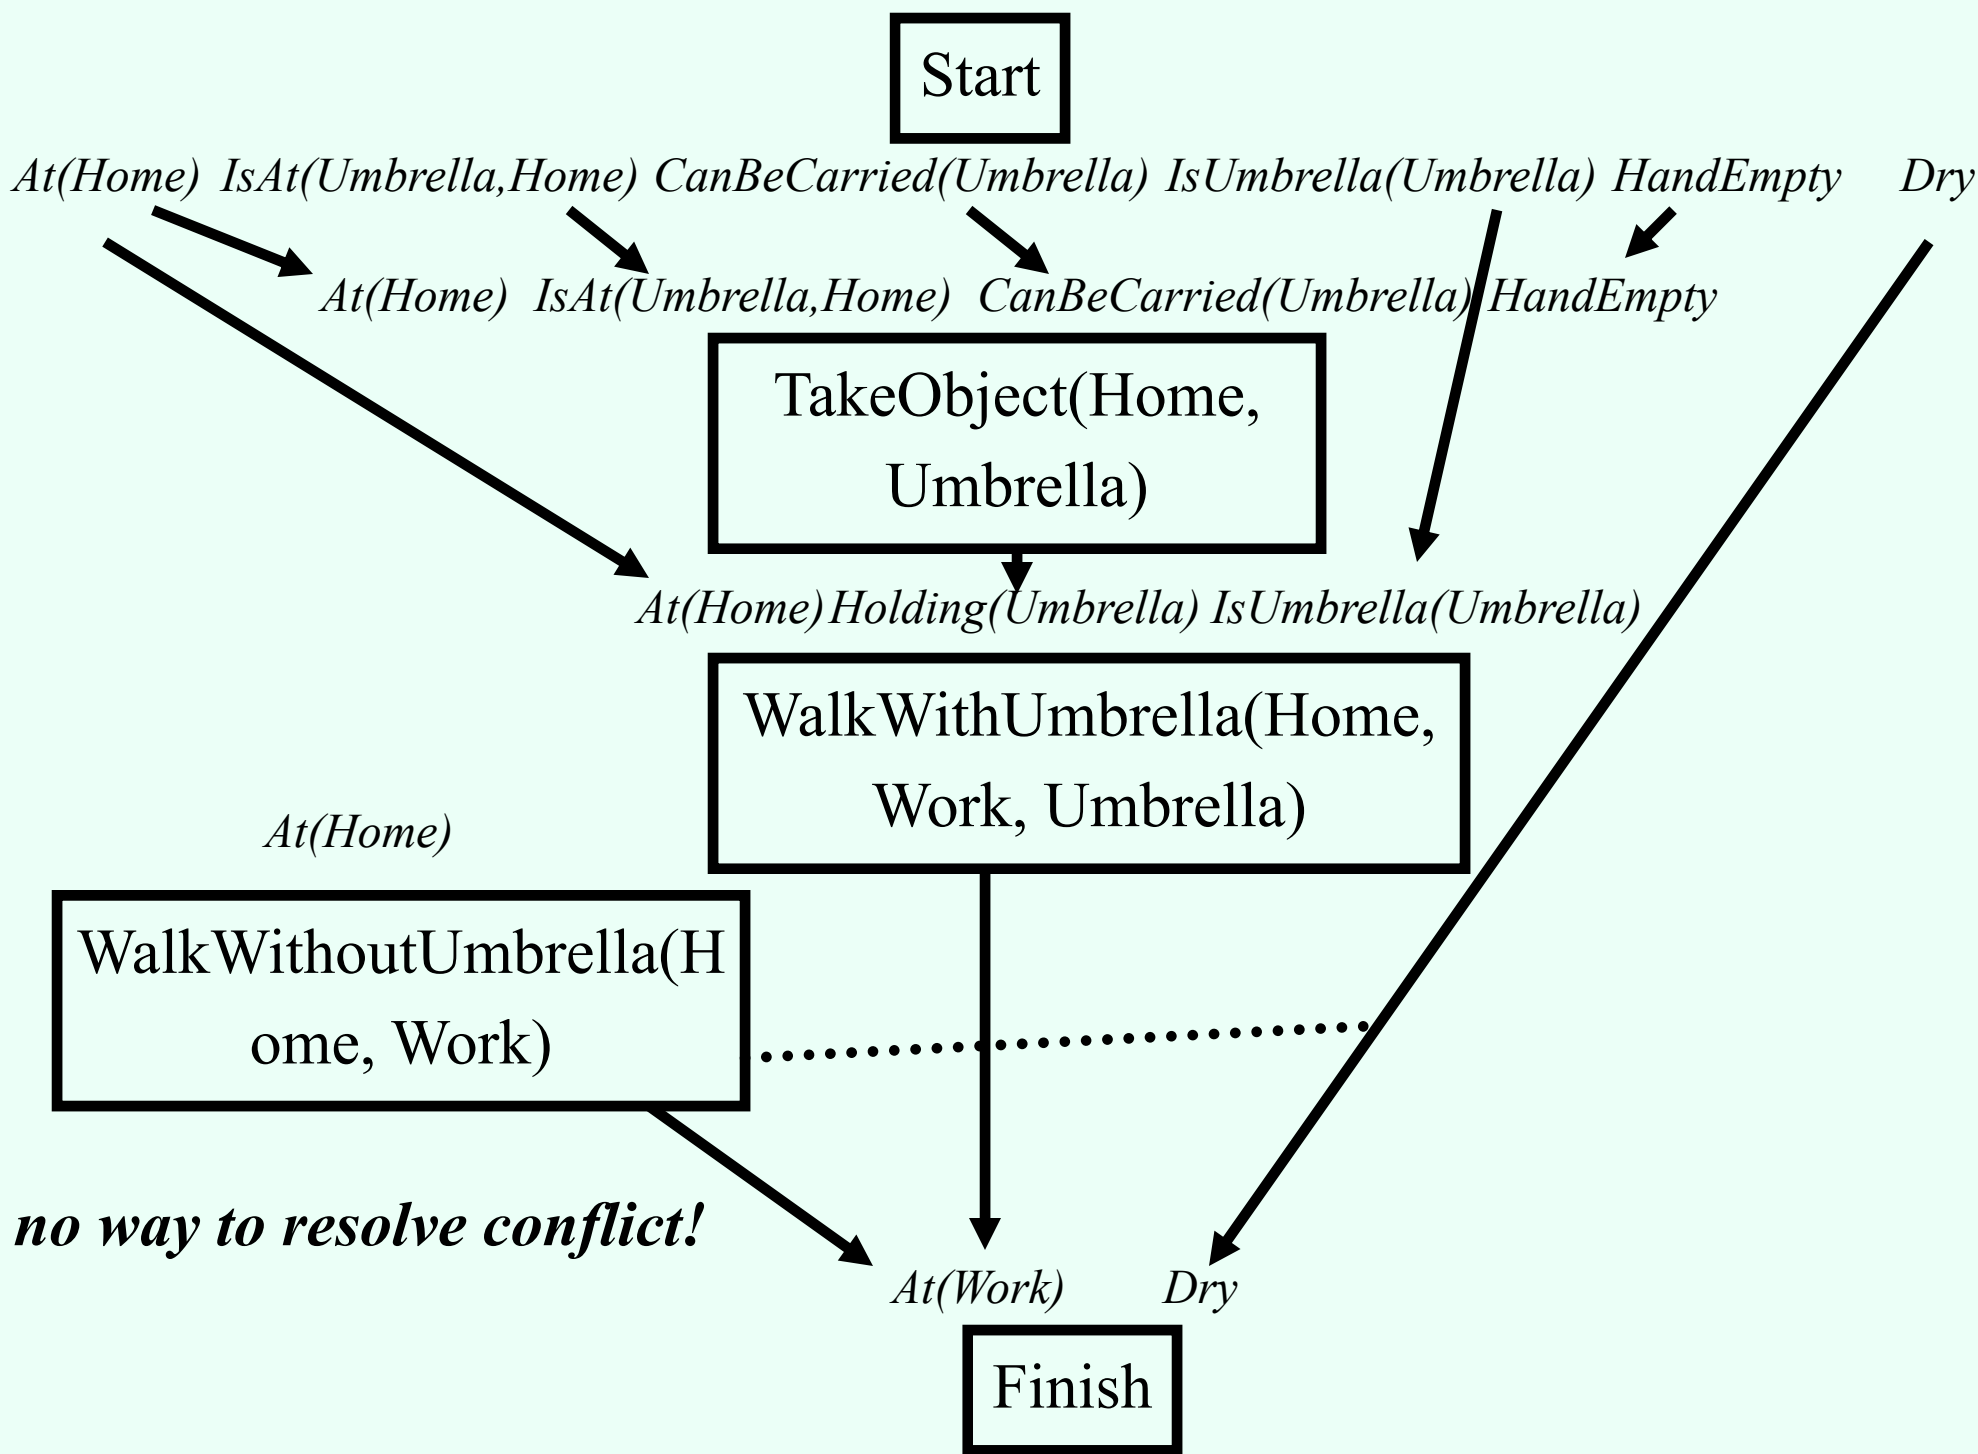 Start
At(Home) IsAt(Umbrella,Home) CanBeCarried(Umbrella) IsUmbrella(Umbrella) HandEmpty Dry
At(Home) IsAt(Umbrella,Home) CanBeCarried(Umbrella) HandEmpty
TakeObject(Home,
Umbrella)
At(Home) Holding(Umbrella) IsUmbrella(Umbrella)
WalkWithUmbrella(Home,
Work, Umbrella)
At(Home)
WalkWithoutUmbrella(H
ome, Work)
no way to resolve conflict!
At(Work) Dry
Finish